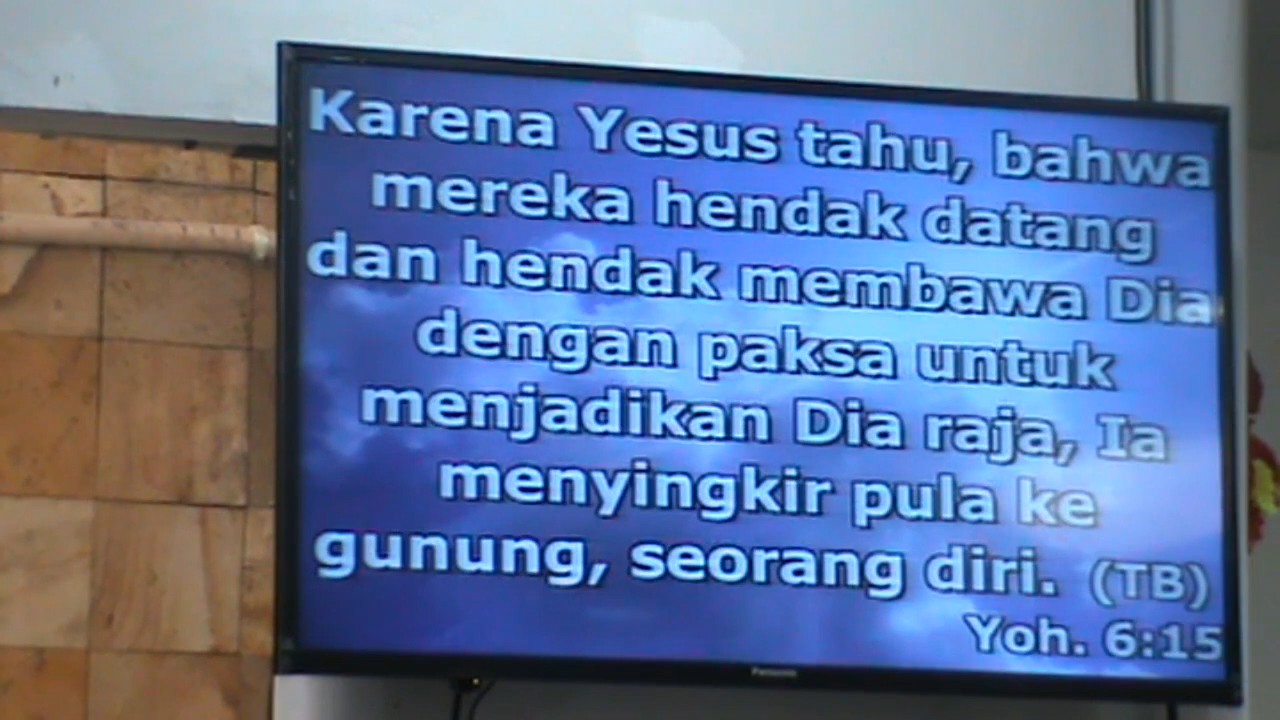 Karena Yesus tahu, bahwa
mereka hendak datang
dan hendak membawa Dia
dengan paksa untuk
menjadikan Dia raja, Ia
menyingkir pula ke
gunung, seorang diri. (TB)
Yoh. 6:15
Panasonic